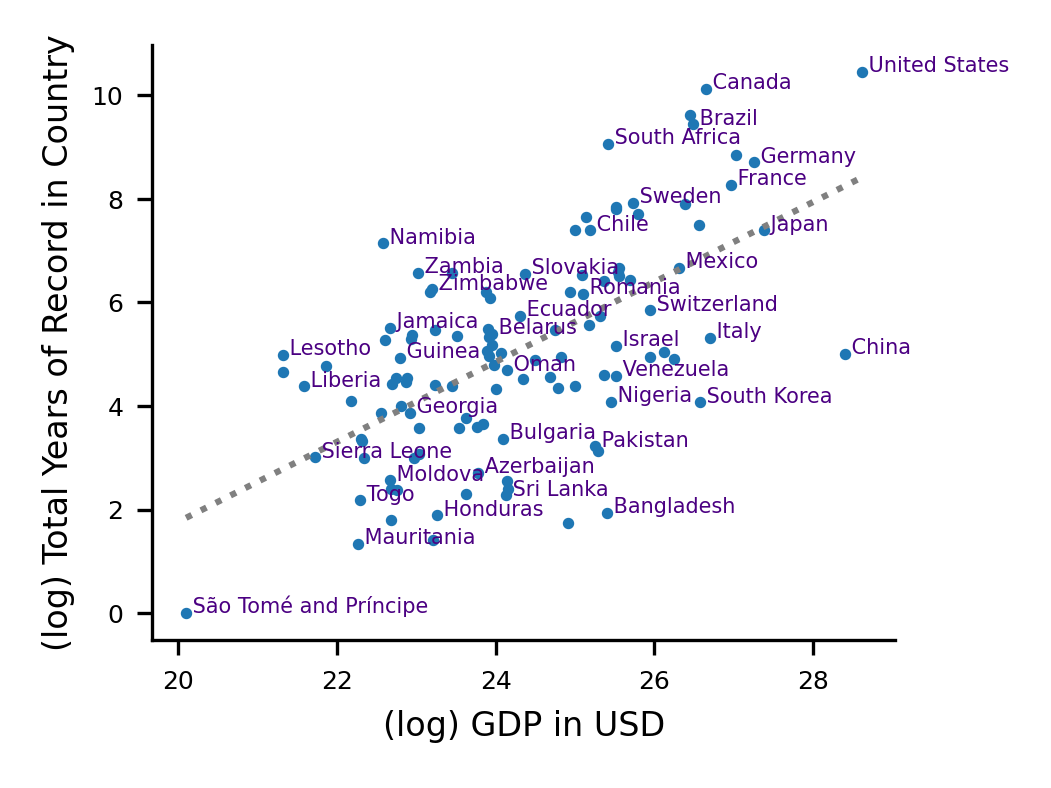 (log) Total Years of Record in Country
10
8
6
4
2
0
United States
Canada
Brazil
South Africa
Germany
France
Sweden
Chile
Japan
Namibia
Zambia
Slovakia
Mexico
Zimbabwe
Romania
Ecuador
Switzerland
Jamaica
Belarus
Israel
Italy
Lesotho
Guinea
China
Oman
Venezuela
Liberia
Georgia
Nigeria
South Korea
Bulgaria
Pakistan
Sierra Leone
Moldova
Azerbaijan
Togo
Sri Lanka
Honduras
Bangladesh
Mauritania
São Tomé and Príncipe
20
22
24
26
28
(log) GDP in USD